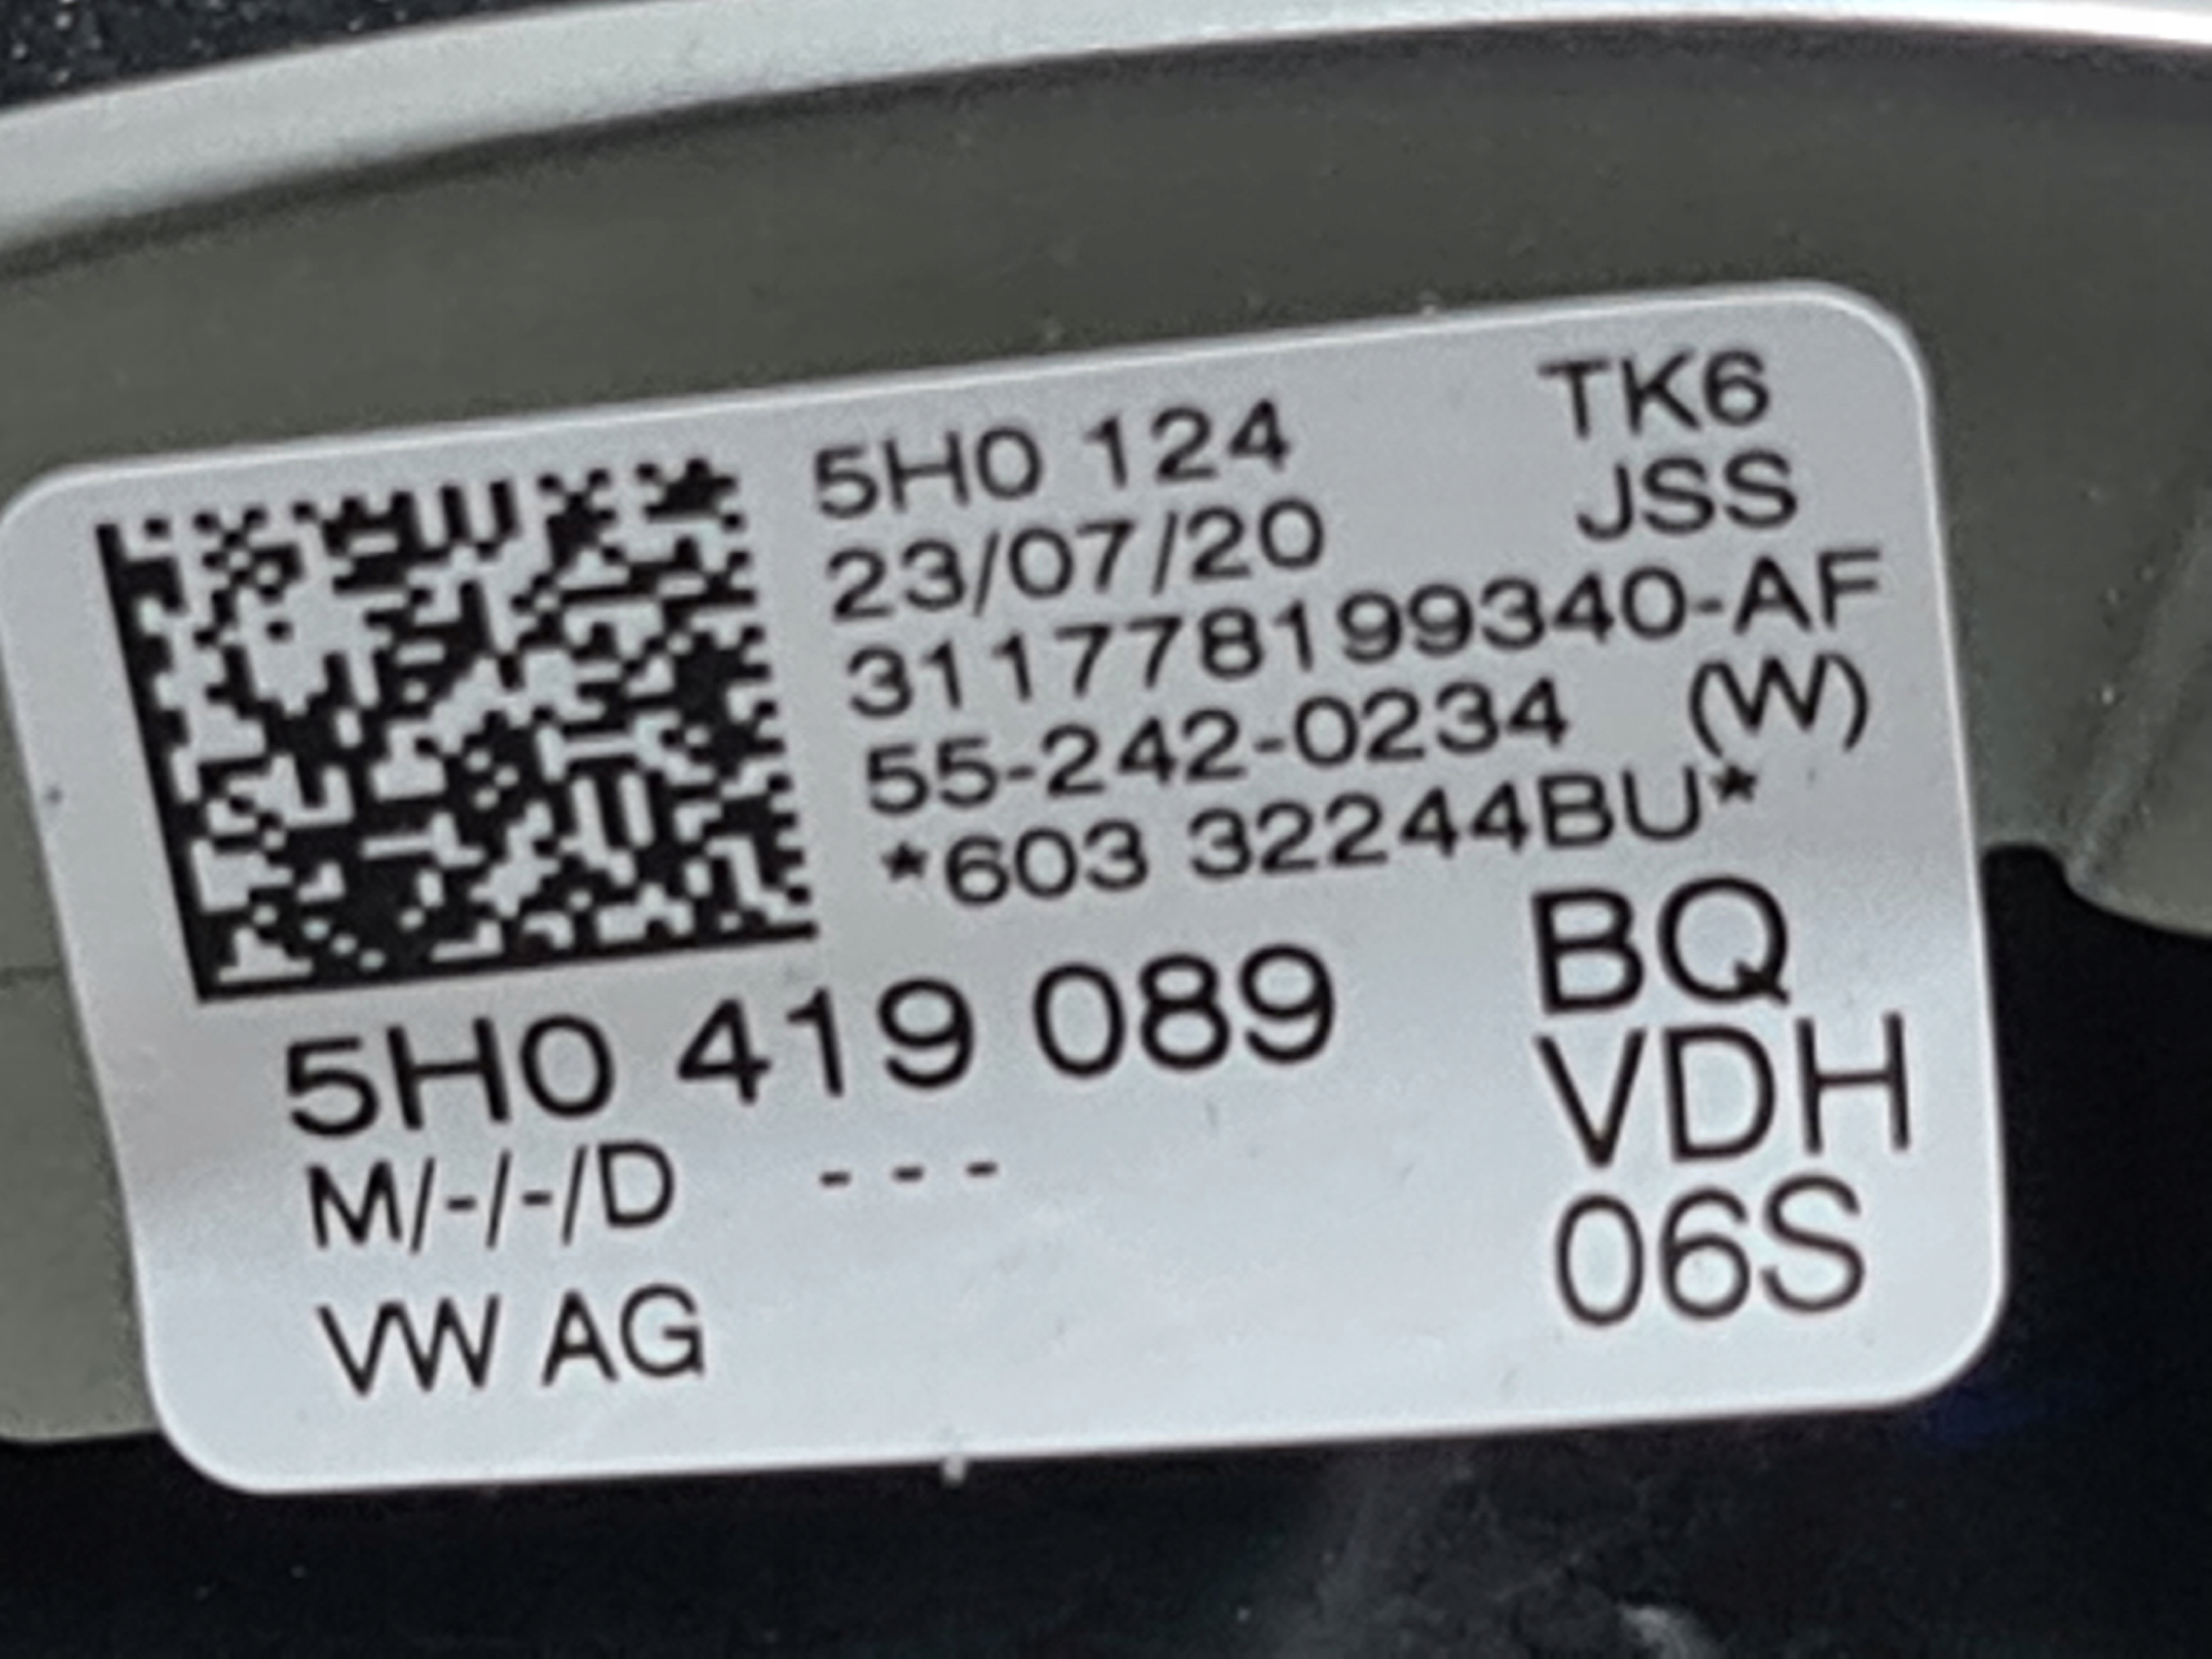 5H0 124 TK6
23/07/20 JSS
311778199340-AF
55-242-0234 (W)
*603 32244BU*
5H0 419 089 BQ
VDH
M/-/-/D - - -
06S
VW AG